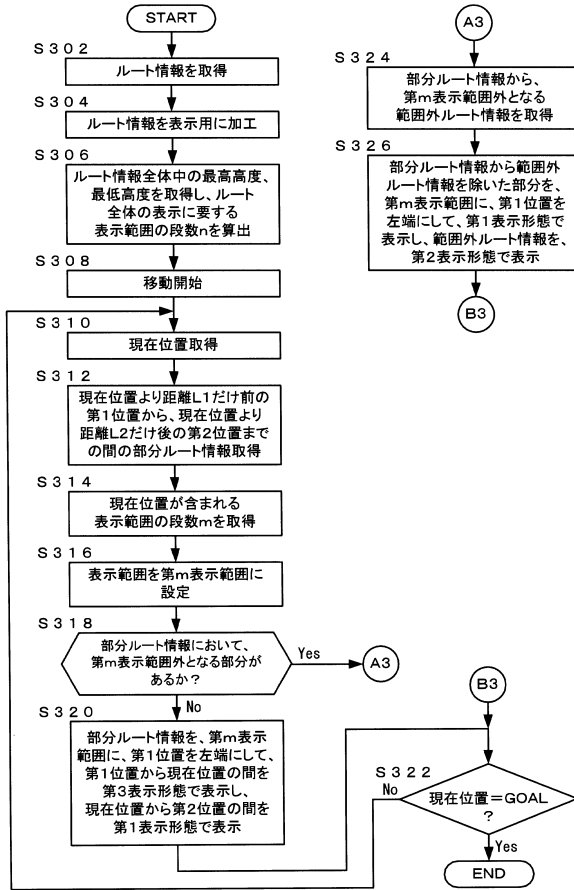 START
S302
ルート情報を取得
S304
ルート情報を表示用に加工
S306
ルート情報全体中の最高高度、
最低高度を取得し、ルート
全体の表示に要する
表示範囲の段数nを算出
S308
移動開始
S310
現在位置取得
S312
現在位置より距離L1だけ前の
第1位置から、現在位置より
距離L2だけ後の第2位置まで
の間の部分ルート情報取得
S314
現在位置が含まれる
表示範囲の段数mを取得
S316
表示範囲を第m表示範囲に
設定
S318
部分ルート情報において、
第m表示範囲外となる部分が
あるか?
Yes
A3
No
S320
部分ルート情報を、第m表示
範囲に、第1位置を左端にして、
第1位置から現在位置の間を
第3表示形態で表示し、
現在位置から第2位置の間を
第1表示形態で表示
A3
S324
部分ルート情報から、
第m表示範囲外となる
範囲外ルート情報を取得
S326
部分ルート情報から範囲外
ルート情報を除いた部分を、
第m表示範囲に、第1位置を
左端にして、第1表示形態で
表示し、範囲外ルート情報を、
第2表示形態で表示
B3
B3
S322
No
現在位置=GOAL
?
Yes
END